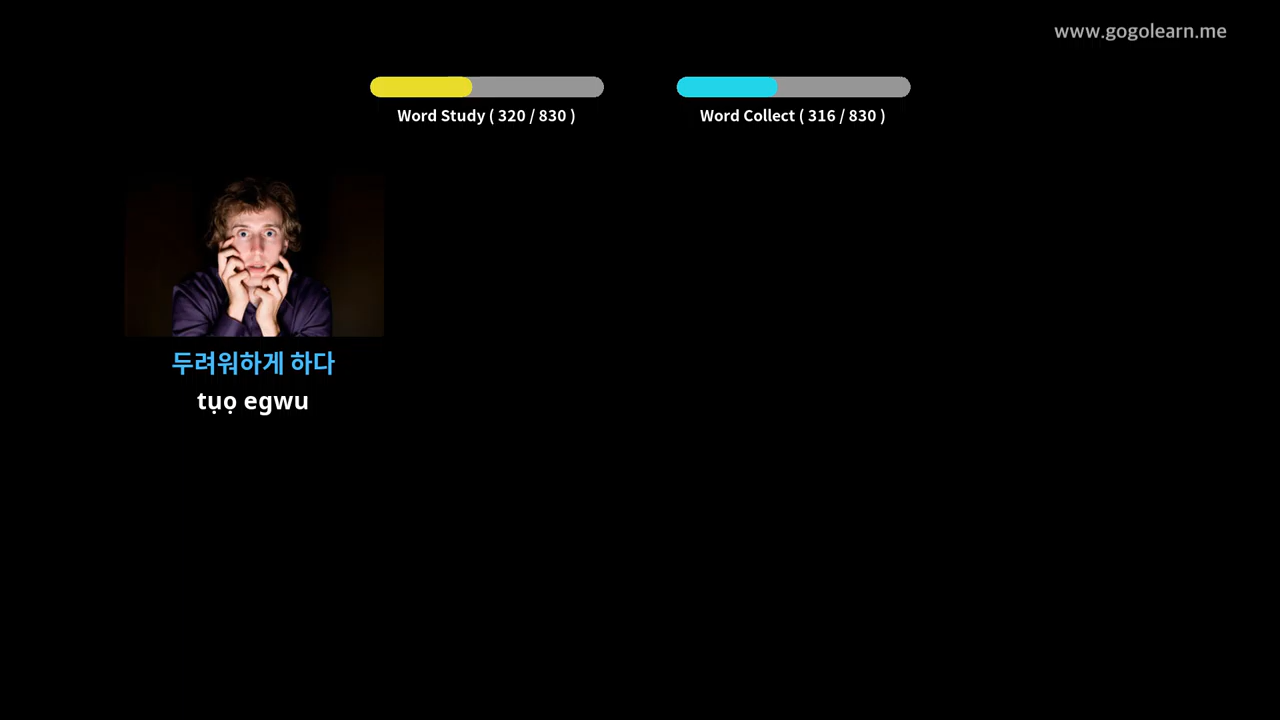 www.gogolearn.me
Word Study ( 320 / 830 )
Word Collect ( 316 / 830 )
두려워하게 하다
tụọ egwu